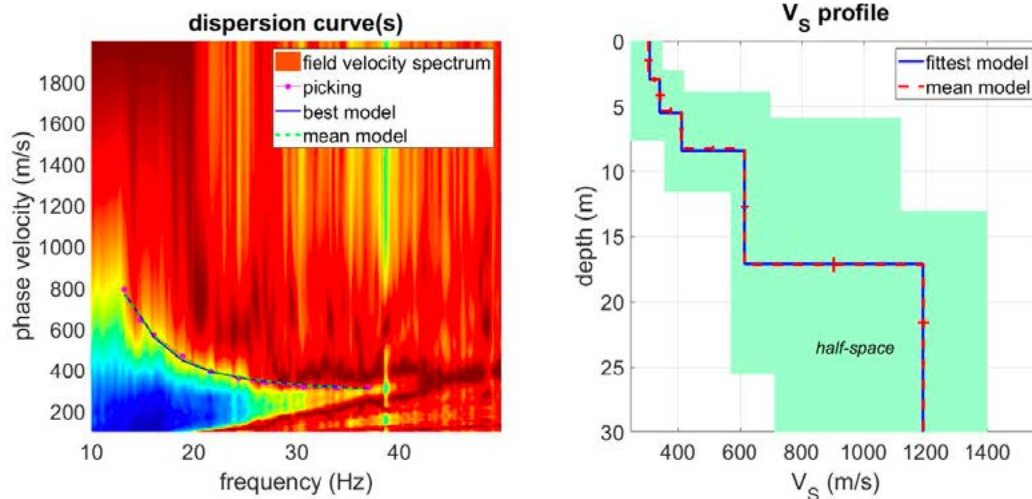 dispersion curve(s)
field velocity spectrum
picking
best model
mean model
1800
1600
1400
1200
1000
800
600
400
200
phase velocity (m/s)
10 20 30 40
frequency (Hz)
V_S profile
fittest model
mean model
0
5
10
15
20
25
30
depth (m)
half-space
400 600 800 1000 1200 1400
V_S (m/s)